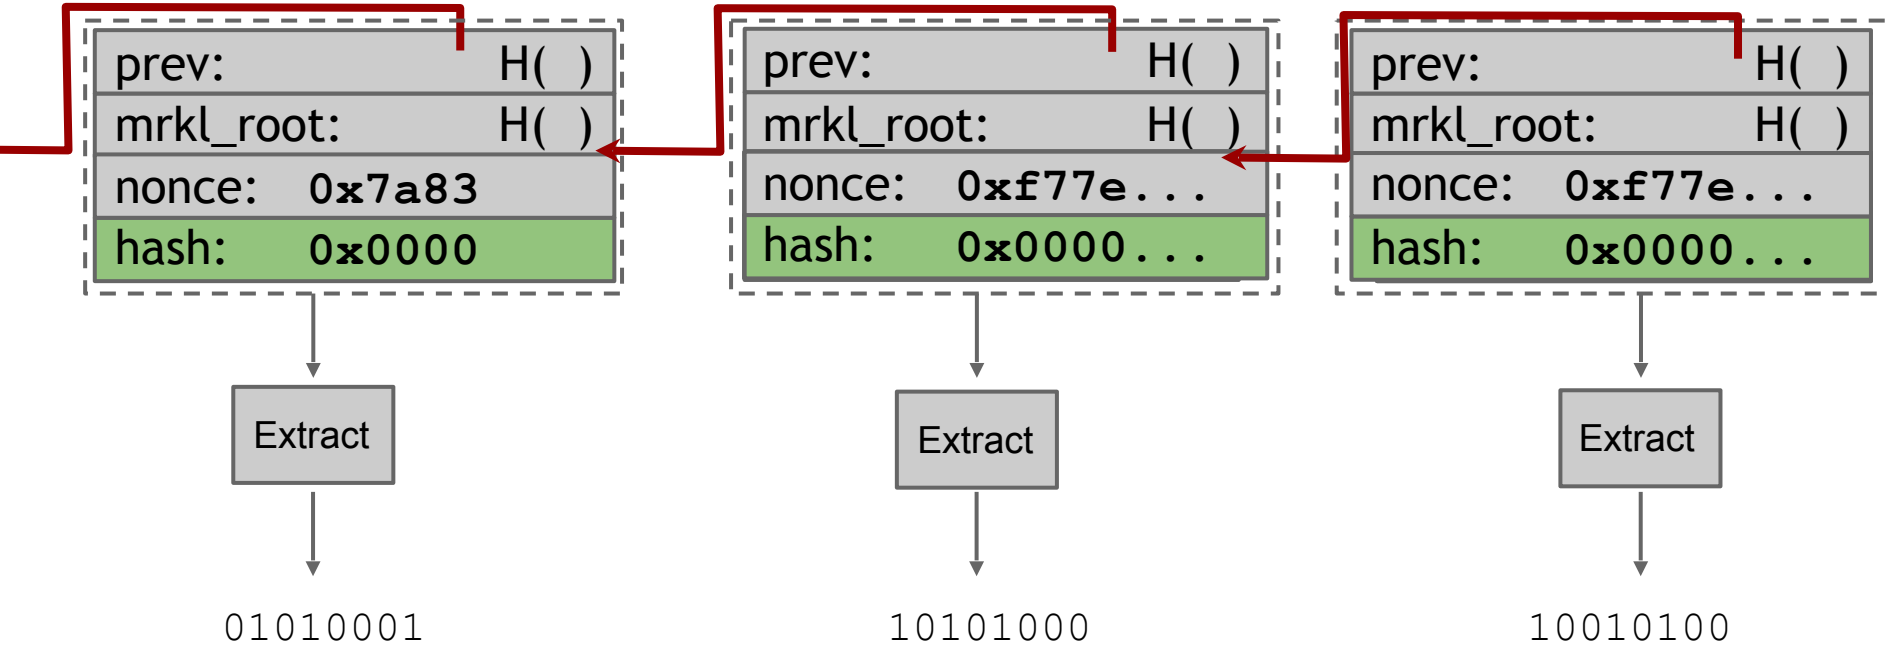 prev: H( )
mrkl_root: H( )
nonce: 0x7a83
hash: 0x0000
prev: H( )
mrkl_root: H( )
nonce: 0xf77e...
hash: 0x0000...
prev: H( )
mrkl_root: H( )
nonce: 0xf77e...
hash: 0x0000...
Extract
Extract
Extract
01010001
10101000
10010100